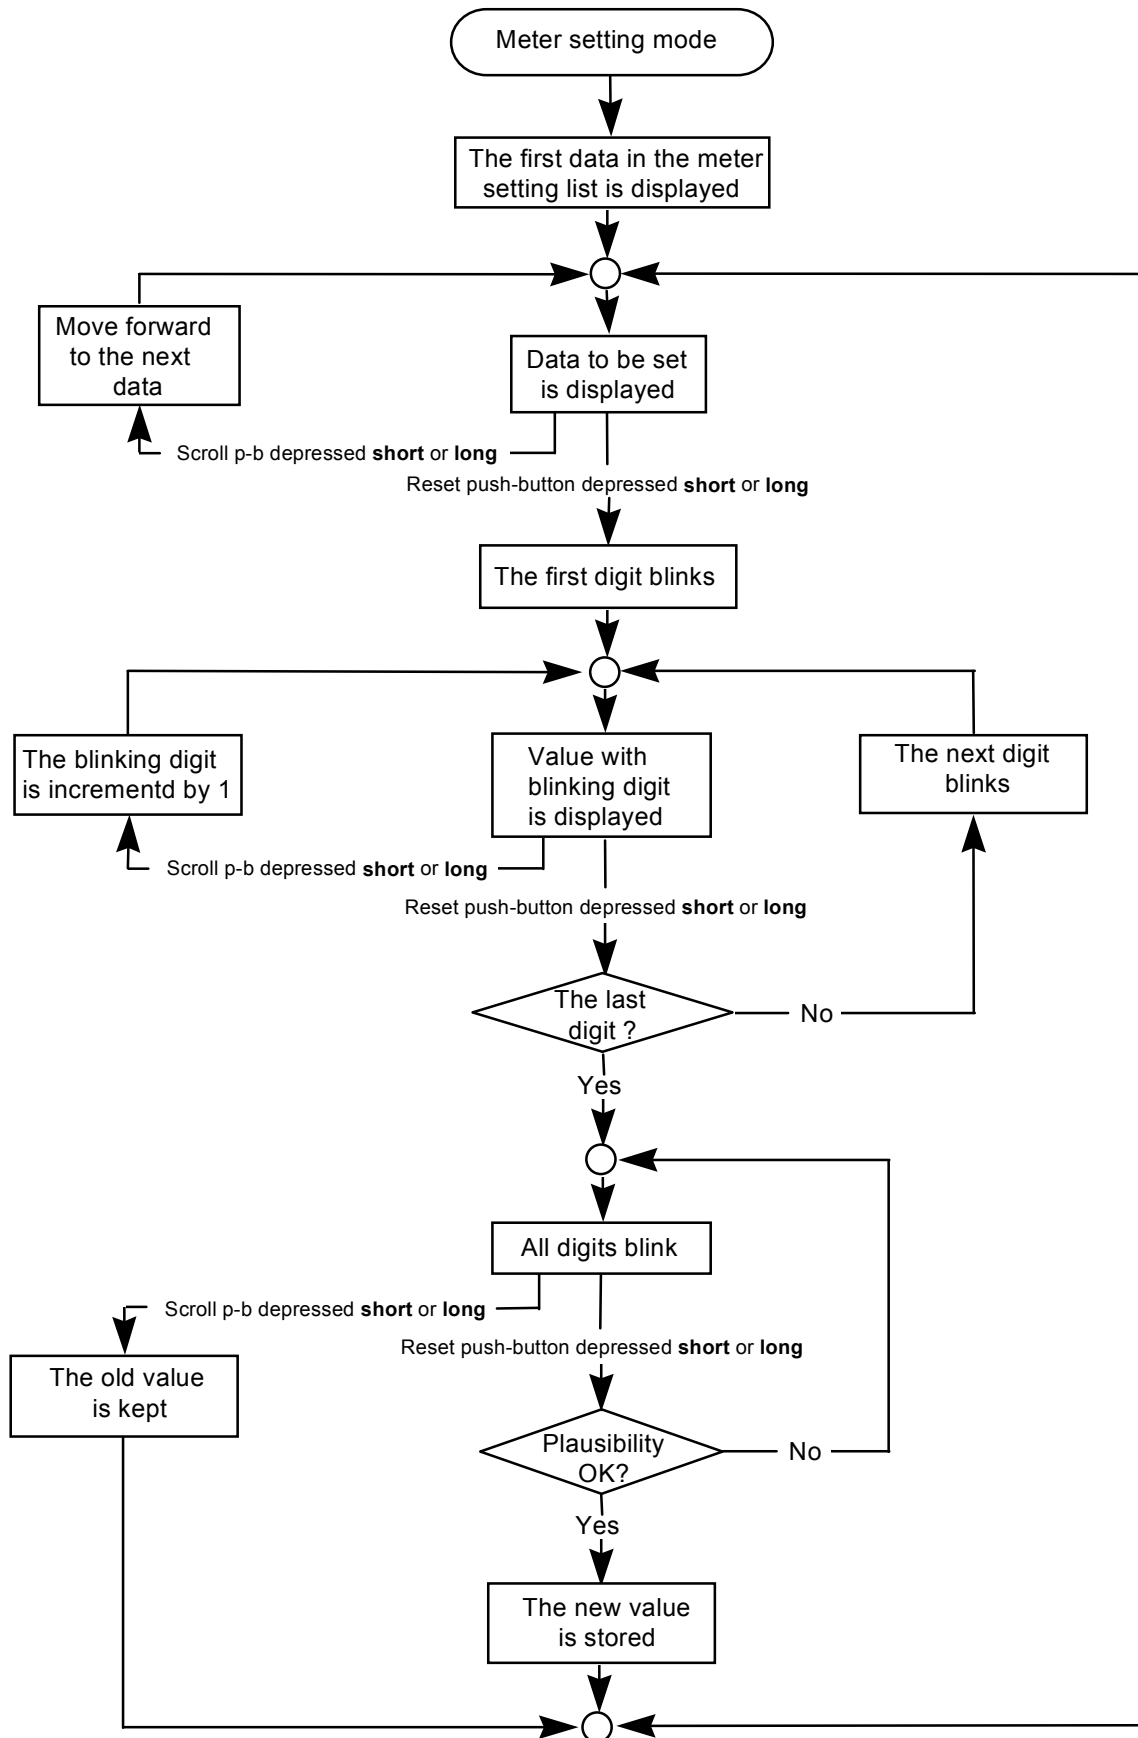 Meter setting mode
The first data in the meter
setting list is displayed
Move forward
to the next
data
Data to be set
is displayed
Scroll p-b depressed short or long
Reset push-button depressed short or long
The first digit blinks
The blinking digit
is incrementd by 1
Value with
blinking digit
is displayed
The next digit
blinks
Scroll p-b depressed short or long
Reset push-button depressed short or long
The last
digit ?
No
Yes
All digits blink
Scroll p-b depressed short or long
Reset push-button depressed short or long
The old value
is kept
Plausibility
OK?
No
Yes
The new value
is stored